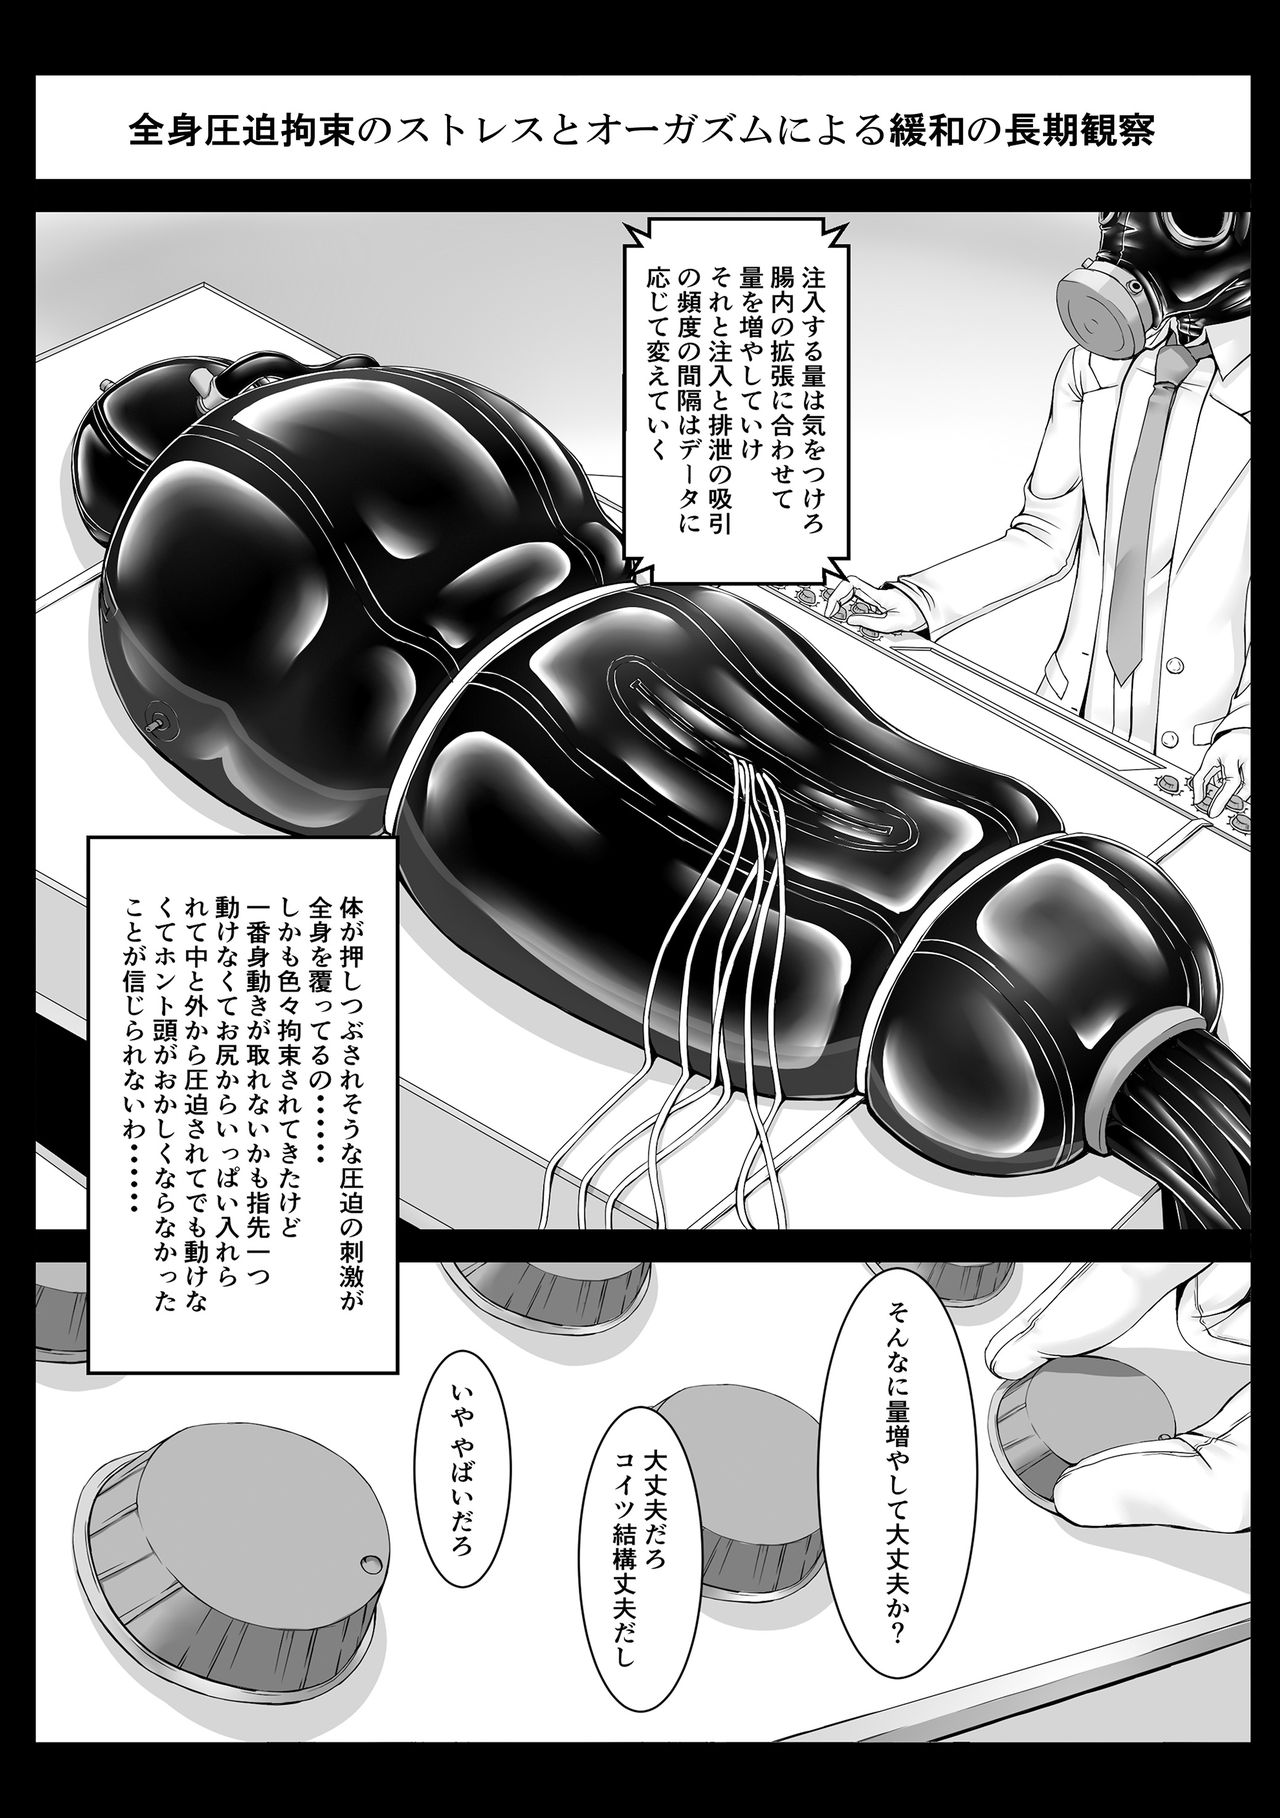 全身圧迫拘束のストレスとオーガズムによる緩和の長期観察
注入する量は気をつけろ
腸内の拡張に合わせて
量を増やしていけ
それと注入と排泄の吸引
の頻度の間隔はデータに
応じて変えていく
体が押しつぶされそうな圧迫の刺激が
全身を覆ってるの・・・・・・
しかも色々拘束されてきたけど
一番身動きが取れないかも指先一つ
動けなくてお尻からいっぱい入れら
れて中と外から圧迫されてでも動けな
くてホント頭がおかしくならなかった
ことが信じられないわ・・・・・・
そんなに量増やして大丈夫か？
大丈夫だろ
コイツ結構丈夫だし
いややばいだろ